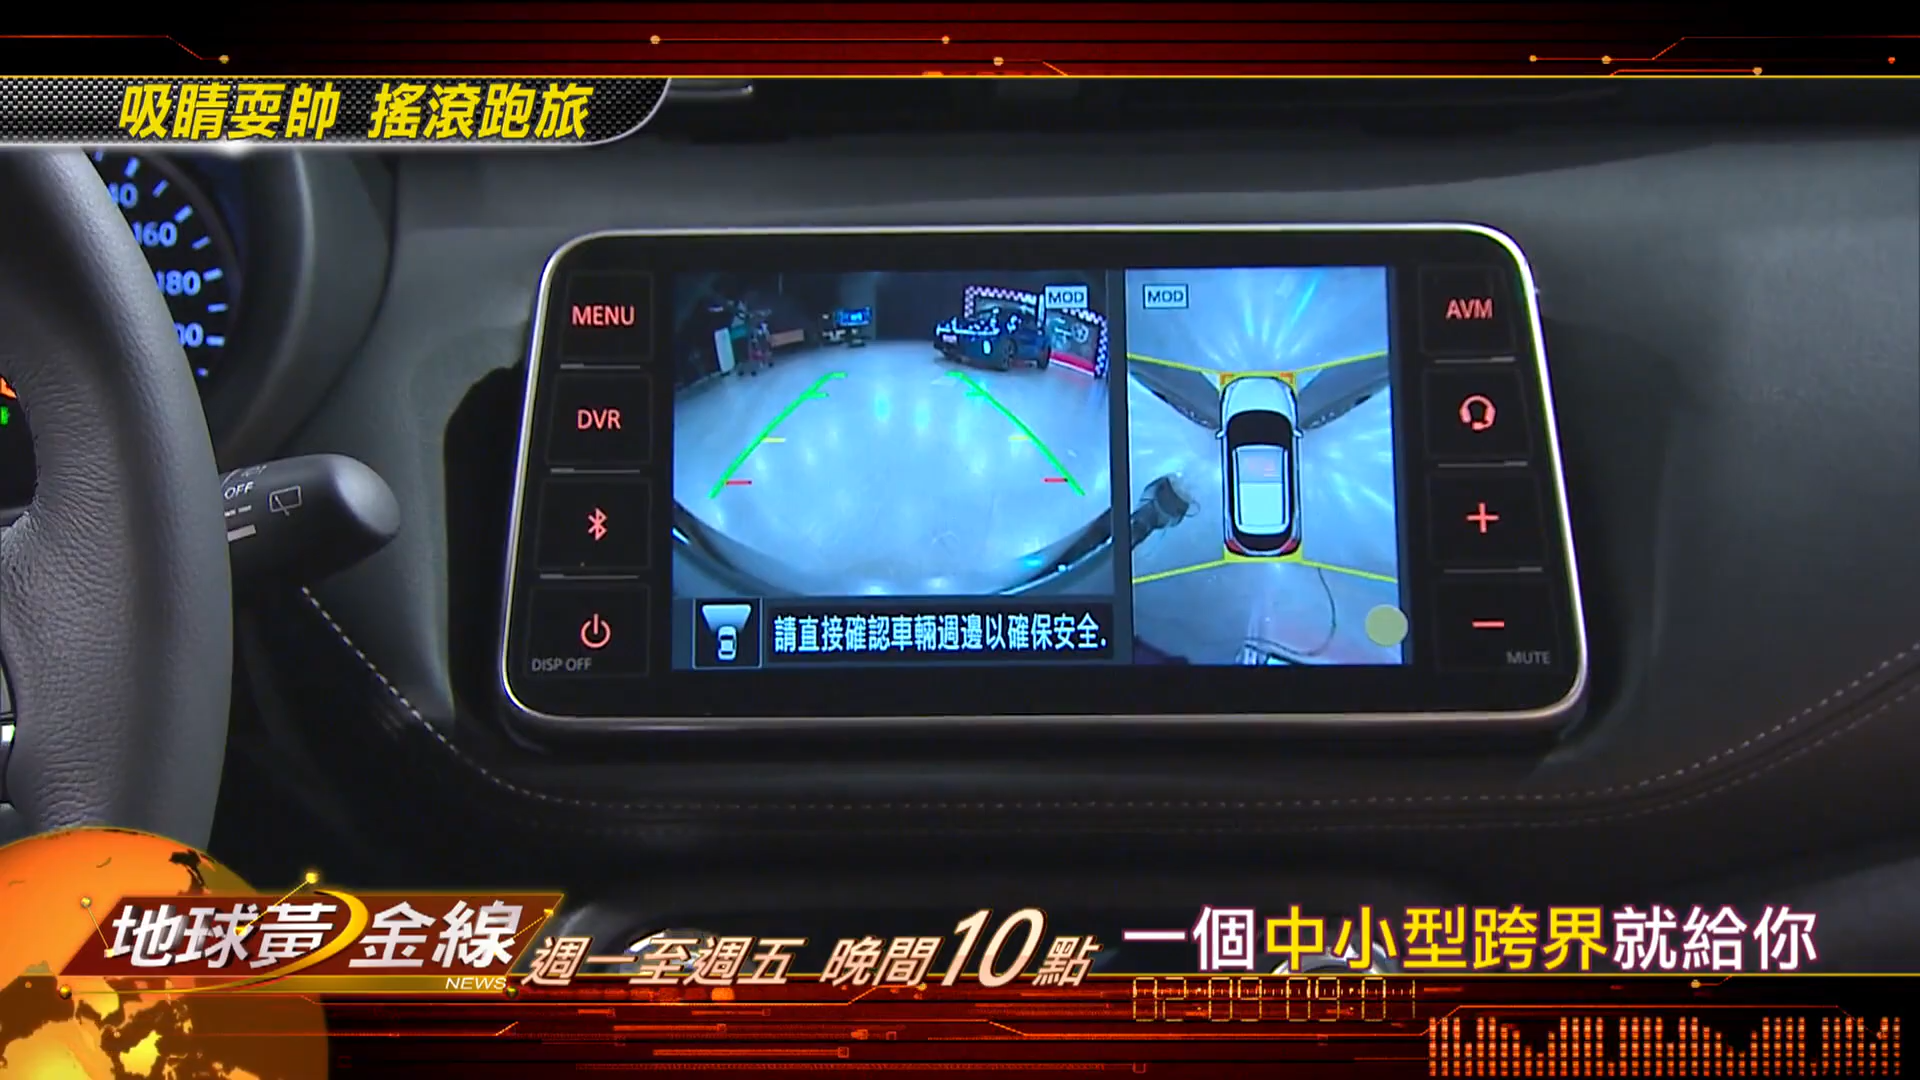 吸睛耍帥 搖滾跑旅
160
180
OFF
MENU
DVR
DISP OFF
MOD
MOD
AVM
MUTE
請直接確認車輛週邊以確保安全.
地球黃金線
NEWS
週一至週五 晚間10點
一個中小型跨界就給你